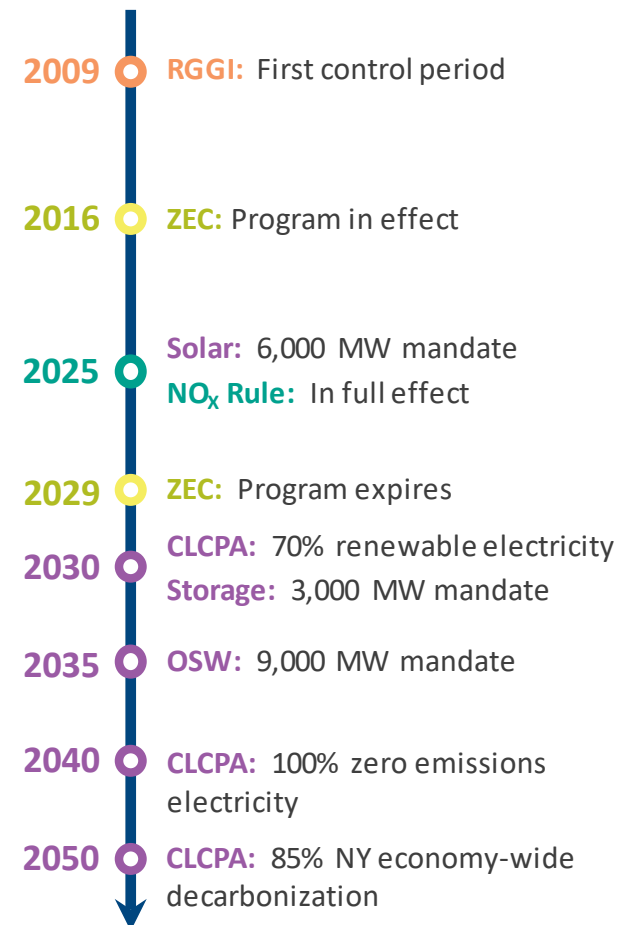 2009 RGGI: First control period
2016 ZEC: Program in effect
Solar: 6,000 MW mandate
2025
NOX Rule: In full effect
2029 ZEC: Program expires
CLCPA: 70% renewable electricity
2030
Storage: 3,000 MW mandate
2035 OSW: 9,000 MW mandate
2040 CLCPA: 100% zero emissions
electricity
2050 CLCPA: 85% NY economy-wide
decarbonization